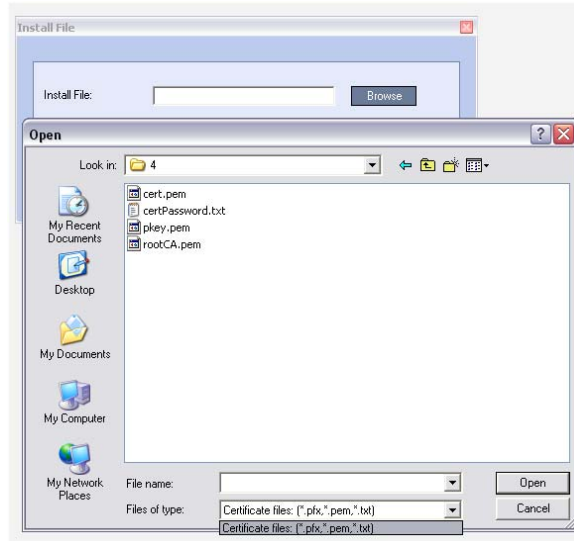 Install File
Install File:
Browse
Open
Look in:
4
cert.pem
certPassword.txt
pkey.pem
rootCA.pem
My Recent
Documents
Desktop
My Documents
My Computer
My Network
Places
File name:
Open
Files of type:
Certificate files: (*.pfx,*.pem,*.txt)
Cancel
Certificate files: (*.pfx,*.pem,*.txt)